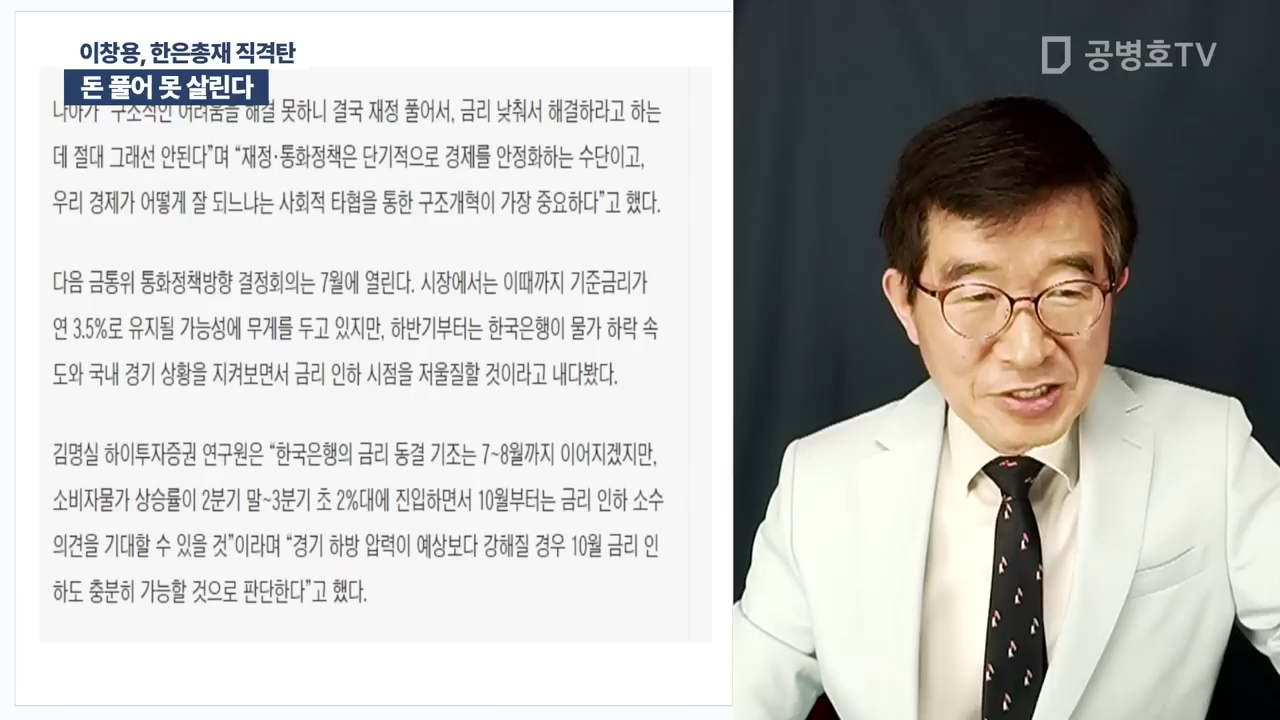 이창용, 한은총재 직격탄
돈 풀어 못 살린다
공병호TV
나아가 “구조적인 어려움을 해결 못하니 결국 재정 풀어서, 금리 낮춰서 해결하라고 하는
데 절대 그래선 안된다”며 “재정·통화정책은 단기적으로 경제를 안정화하는 수단이고,
우리 경제가 어떻게 잘 되느냐는 사회적 타협을 통한 구조개혁이 가장 중요하다”고 했다.
다음 금통위 통화정책방향 결정회의는 7월에 열린다. 시장에서는 이때까지 기준금리가
연 3.5%로 유지될 가능성에 무게를 두고 있지만, 하반기부터는 한국은행이 물가 하락 속
도와 국내 경기 상황을 지켜보면서 금리 인하 시점을 저울질할 것이라고 내다봤다.
김명실 하이투자증권 연구원은 “한국은행의 금리 동결 기조는 7~8월까지 이어지겠지만,
소비자물가 상승률이 2분기 말~3분기 초 2%대에 진입하면서 10월부터는 금리 인하 소수
의견을 기대할 수 있을 것”이라며 “경기 하방 압력이 예상보다 강해질 경우 10월 금리 인
하도 충분히 가능할 것으로 판단한다”고 했다.